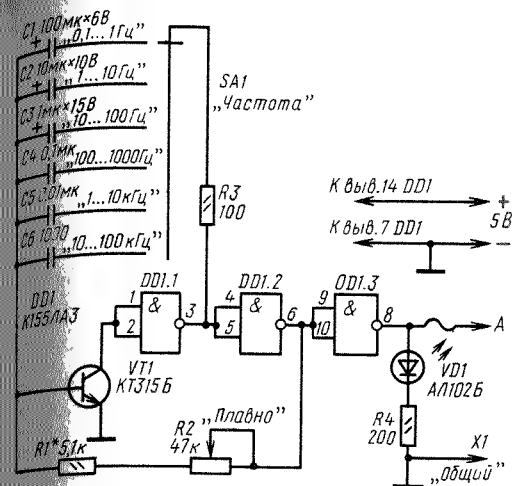 C1 100мк×6В
+
„0,1...1Гц”
C2 10мк×10В
+
„1...10Гц”
C3 1мк×15В
+
„10...100Гц”
C4 0,1мк
„100...1000Гц”
C5 0,01мк
„1...10кГц”
C6 1000
„10...100кГц”
SA1
„Частота”
R3
100
К выв.14 DD1
+
5В
К выв.7 DD1
−
DD1
К155ЛА3
DD1.1
DD1.2
DD1.3
1
&
3
2
4
&
6
5
9
&
8
10
А
VT1
КТ315Б
VD1
АЛ102Б
R1* 5,1к
R2 „Плавно”
47к
R4
200
X1
„Общий”